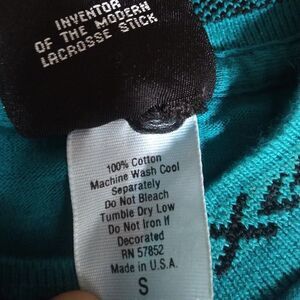 INVENTOR
OF THE MODERN
LACROSSE STICK
100% Cotton
Machine Wash Cool
Separately
Do Not Bleach
Tumble Dry Low
Do Not Iron If
Decorated
RN 57852
Made in U.S.A.
S